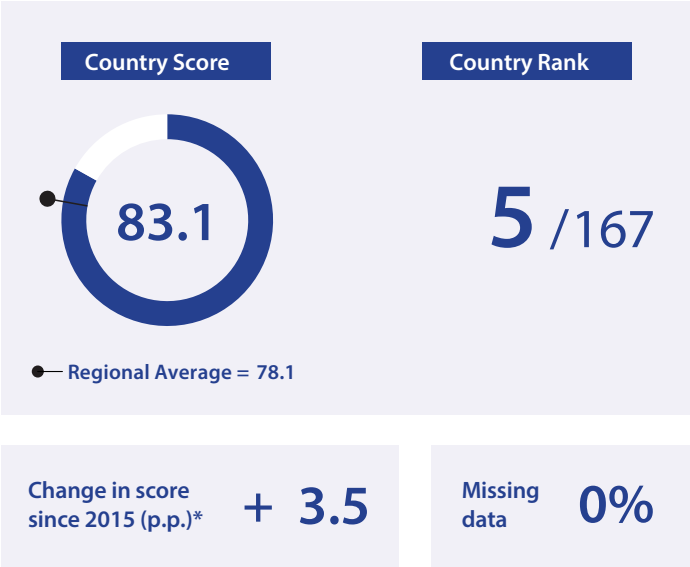 Country Score
Country Rank
83.1
5 /167
Regional Average = 78.1
Change in score
since 2015 (p.p.)*
+ 3.5
Missing
data
0%